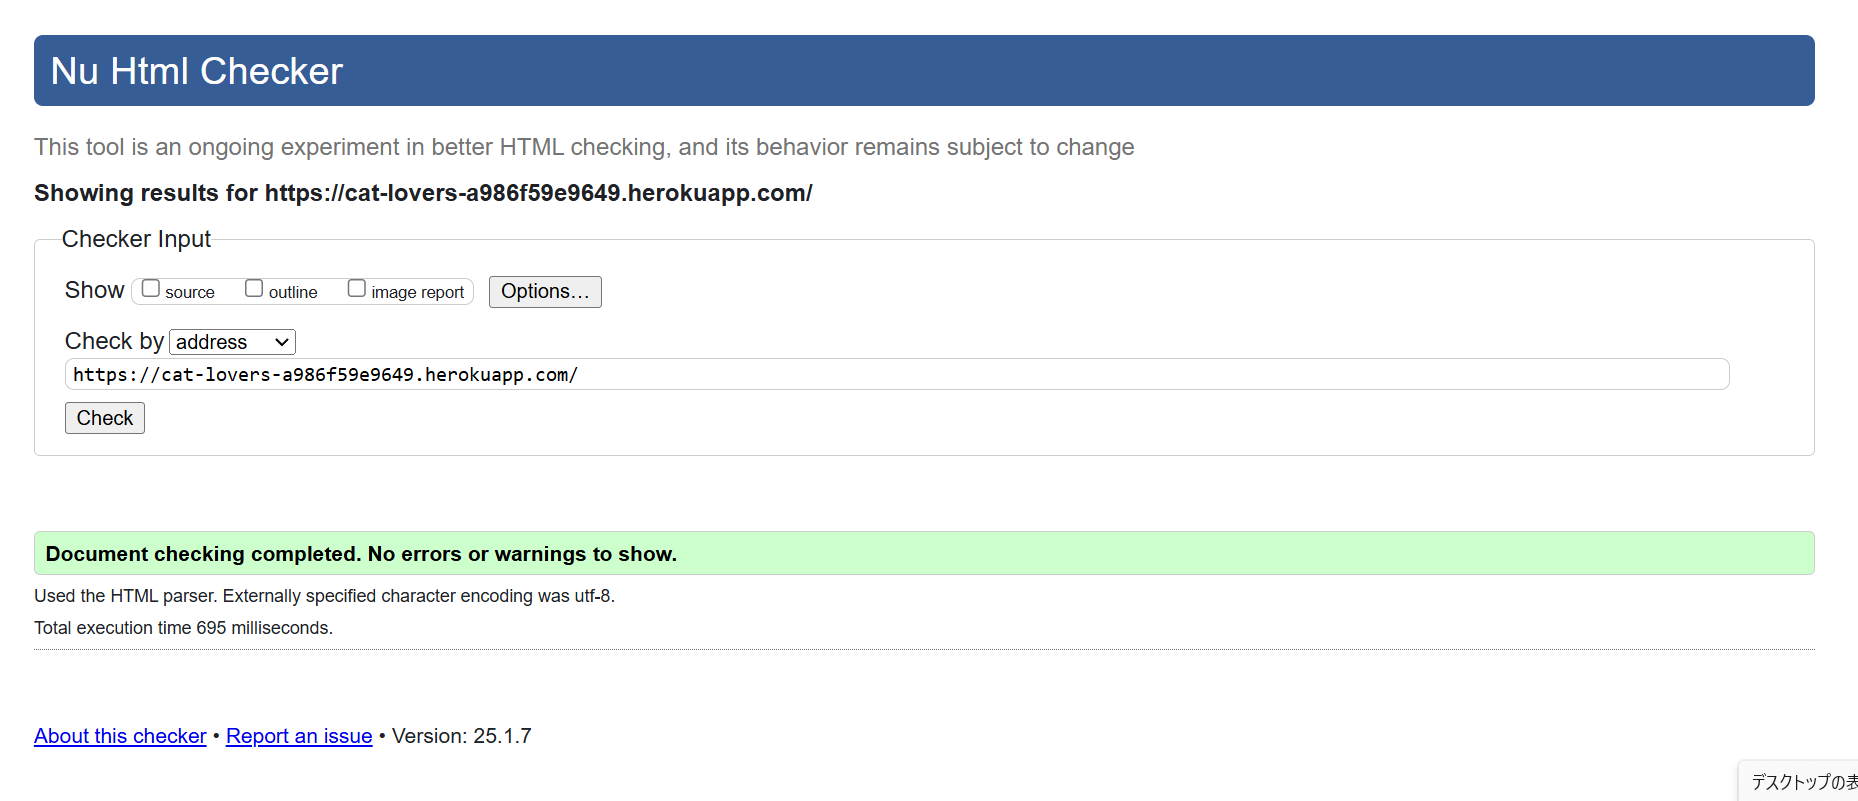 Nu Html Checker
This tool is an ongoing experiment in better HTML checking, and its behavior remains subject to change
Showing results for https://cat-lovers-a986f59e9649.herokuapp.com/
Checker Input
Show source outline image report Options…
Check by address
https://cat-lovers-a986f59e9649.herokuapp.com/
Check
Document checking completed. No errors or warnings to show.
Used the HTML parser. Externally specified character encoding was utf-8.
Total execution time 695 milliseconds.
About this checker • Report an issue • Version: 25.1.7
デスクトップの表